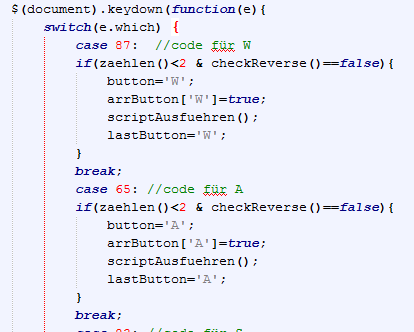 $(document).keydown(function(e){
switch(e.which) {
case 87:  //code für W
if(zaehlen()<2 & checkReverse()==false){
button='W';
arrButton['W']=true;
scriptAusfuehren();
lastButton='W';
}
break;
case 65: //code für A
if(zaehlen()<2 & checkReverse()==false){
button='A';
arrButton['A']=true;
scriptAusfuehren();
lastButton='A';
}
break;